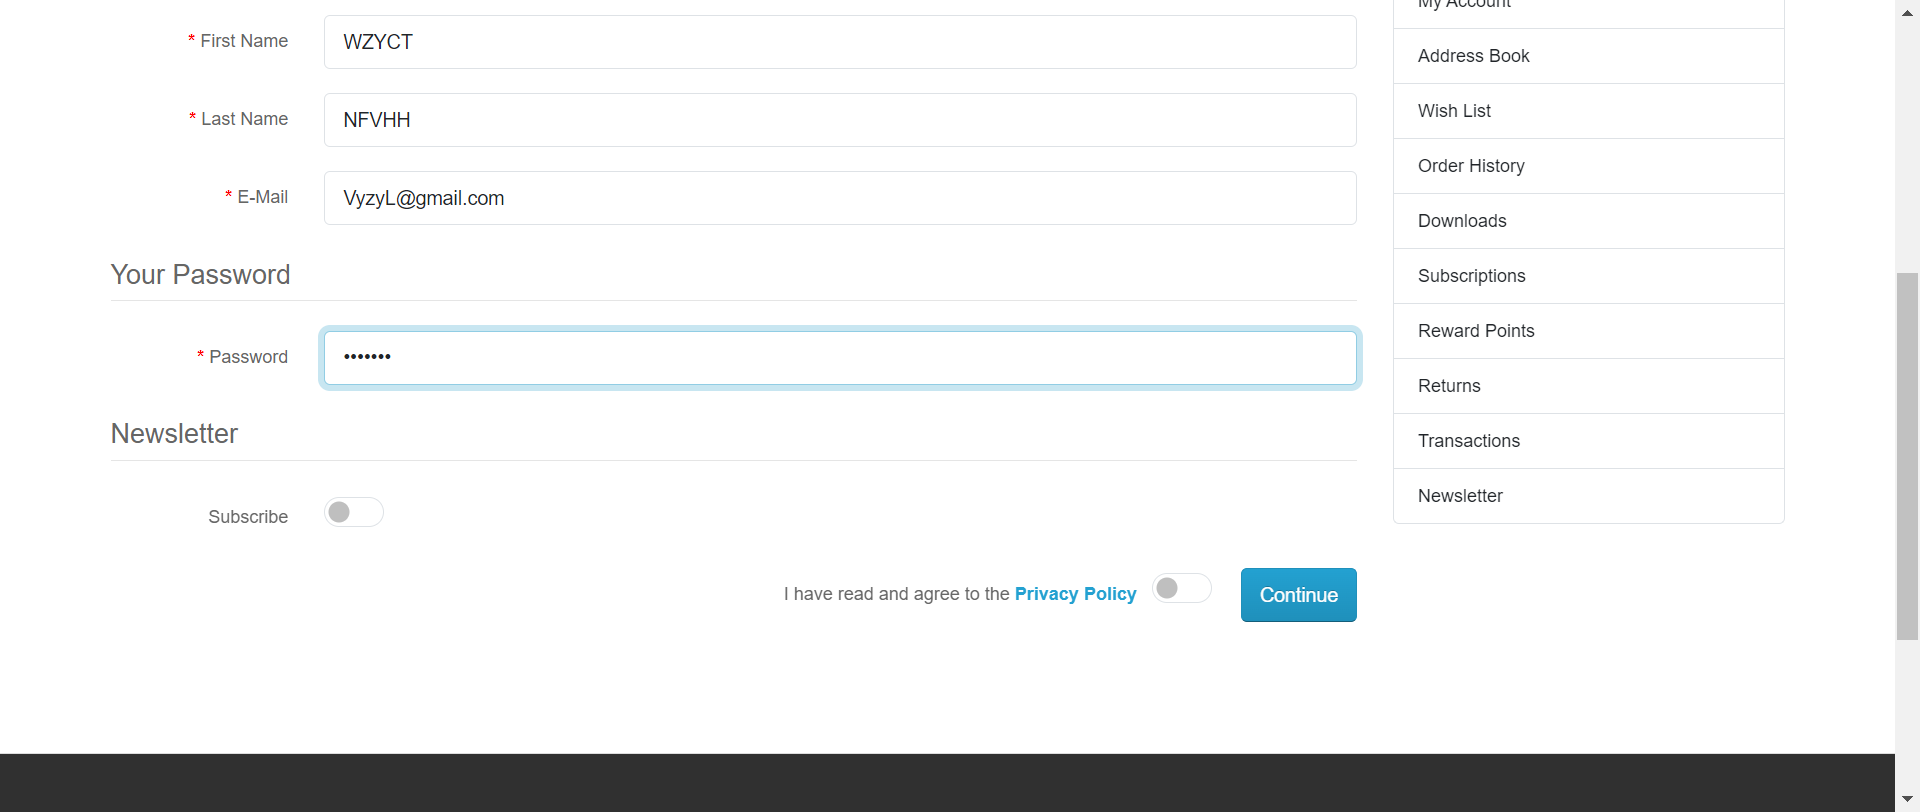 My Account
* First Name
WZYCT
* Last Name
NFVHH
* E-Mail
VyzyL@gmail.com
Your Password
* Password
•••••••
Newsletter
Subscribe
I have read and agree to the Privacy Policy
Continue
Address Book
Wish List
Order History
Downloads
Subscriptions
Reward Points
Returns
Transactions
Newsletter